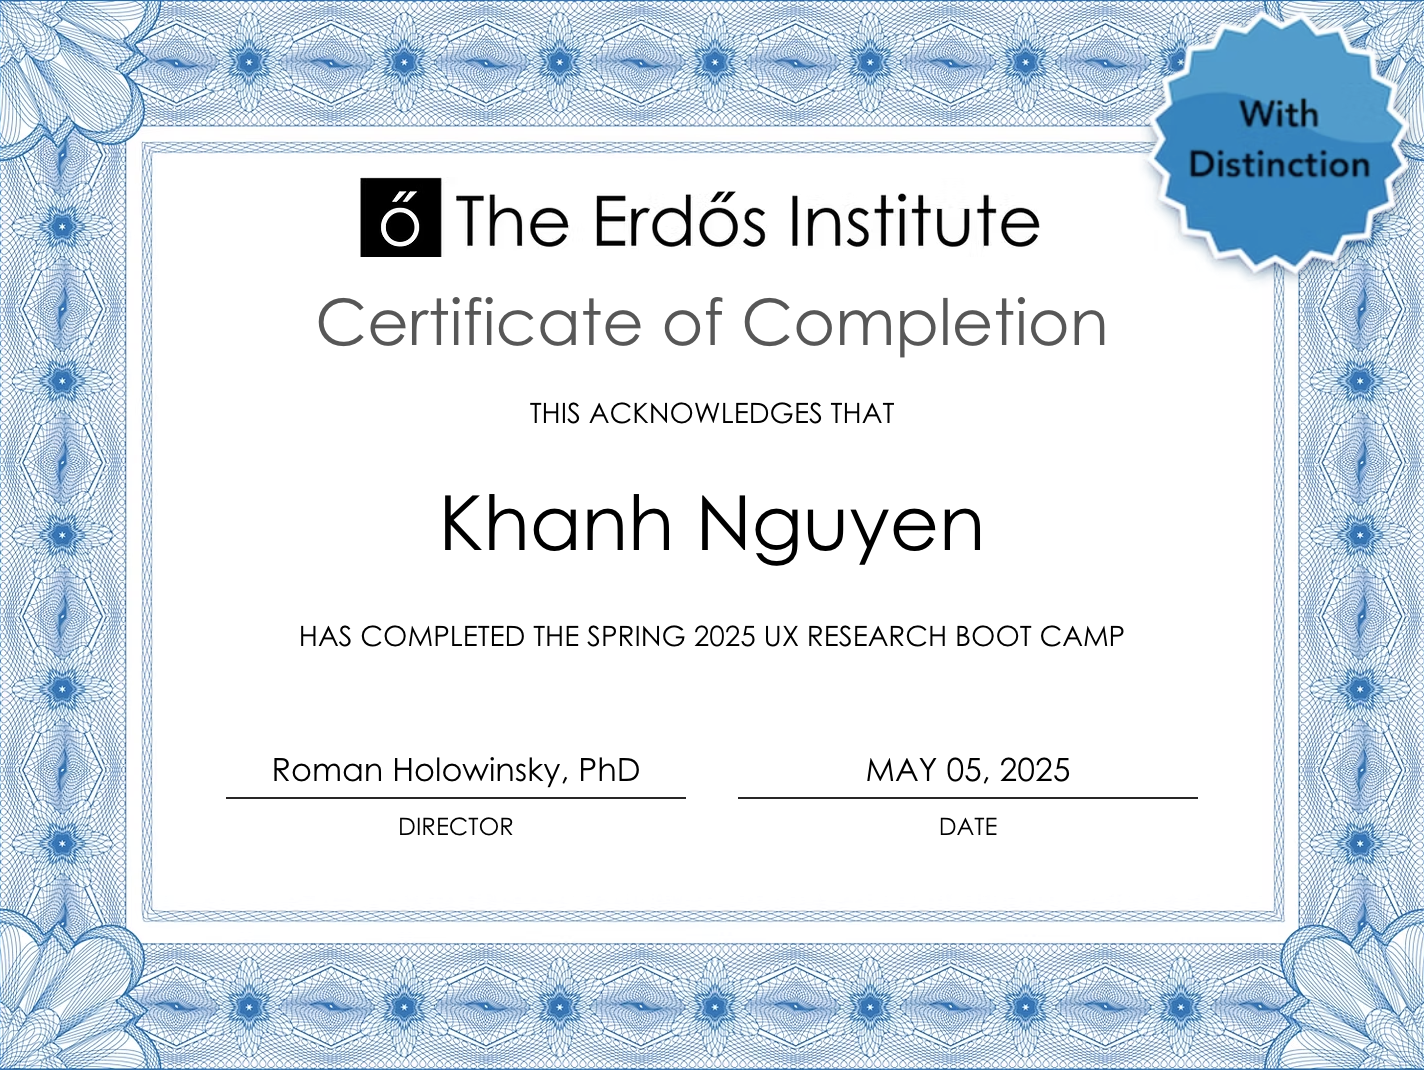 With
Distinction
ő The Erdős Institute
Certificate of Completion
THIS ACKNOWLEDGES THAT
Khanh Nguyen
HAS COMPLETED THE SPRING 2025 UX RESEARCH BOOT CAMP
Roman Holowinsky, PhD
DIRECTOR
MAY 05, 2025
DATE